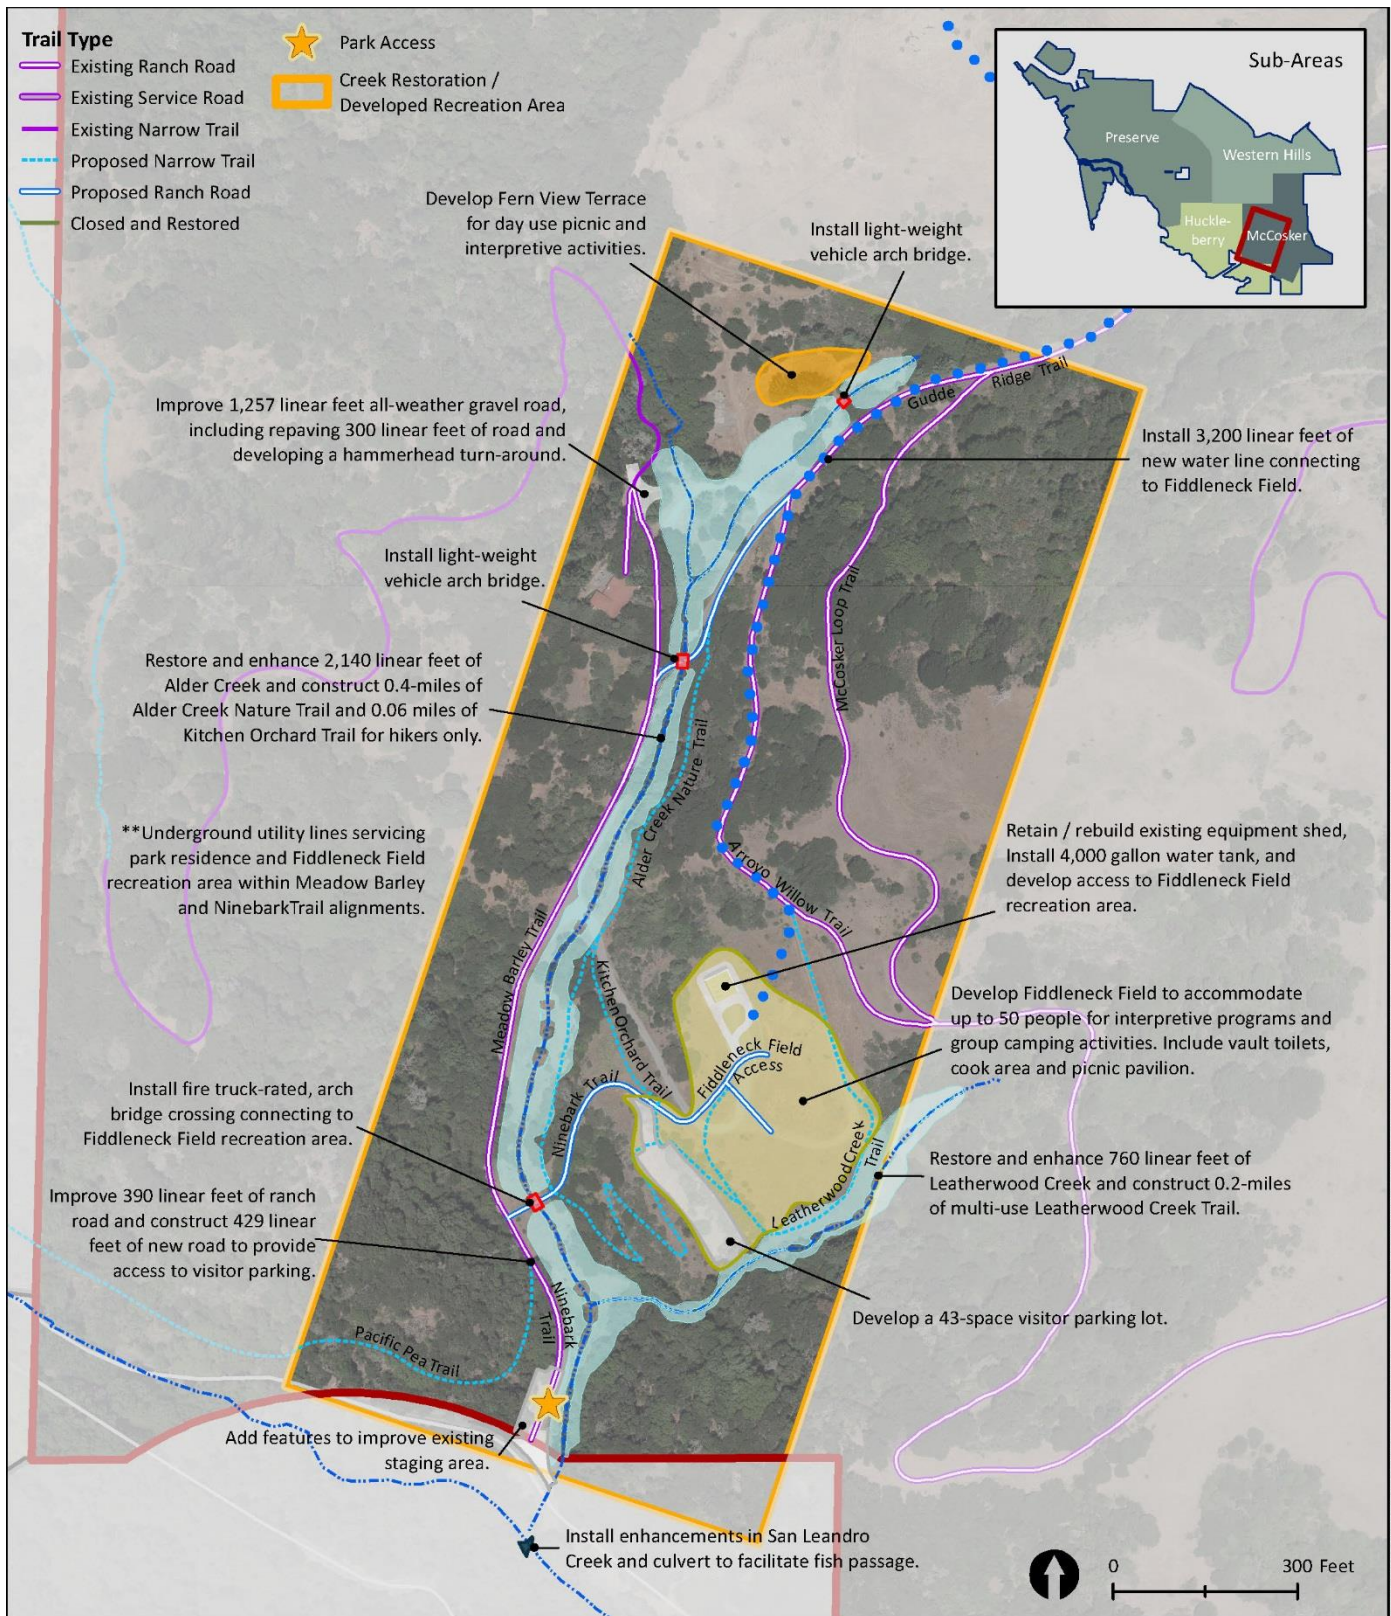 Trail Type
Existing Ranch Road
Existing Service Road
Existing Narrow Trail
Proposed Narrow Trail
Proposed Ranch Road
Closed and Restored
Park Access
Creek Restoration /
Developed Recreation Area
Sub-Areas
Preserve
Western Hills
Huckle-
berry
McCosker
Develop Fern View Terrace
for day use picnic and
interpretive activities.
Install light-weight
vehicle arch bridge.
Gudde Ridge Trail
Improve 1,257 linear feet all-weather gravel road,
including repaving 300 linear feet of road and
developing a hammerhead turn-around.
Install 3,200 linear feet of
new water line connecting
to Fiddleneck Field.
Install light-weight
vehicle arch bridge.
McCosker Loop Trail
Restore and enhance 2,140 linear feet of
Alder Creek and construct 0.4-miles of
Alder Creek Nature Trail and 0.06 miles of
Kitchen Orchard Trail for hikers only.
Alder Creek Nature Trail
**Underground utility lines servicing
park residence and Fiddleneck Field
recreation area within Meadow Barley
and NinebarkTrail alignments.
Arroyo Willow Trail
Retain / rebuild existing equipment shed,
Install 4,000 gallon water tank, and
develop access to Fiddleneck Field
recreation area.
Meadow Barley Trail
Kitchen Orchard Trail
Develop Fiddleneck Field to accommodate
up to 50 people for interpretive programs and
group camping activities. Include vault toilets,
cook area and picnic pavilion.
Fiddleneck Field
Access
Install fire truck-rated, arch
bridge crossing connecting to
Fiddleneck Field recreation area.
Ninebark Trail
Leatherwood Creek
Trail
Restore and enhance 760 linear feet of
Leatherwood Creek and construct 0.2-miles
of multi-use Leatherwood Creek Trail.
Improve 390 linear feet of ranch
road and construct 429 linear
feet of new road to provide
access to visitor parking.
Ninebark
Trail
Develop a 43-space visitor parking lot.
Pacific Pea Trail
Add features to improve existing
staging area.
Install enhancements in San Leandro
Creek and culvert to facilitate fish passage.
0 300 Feet